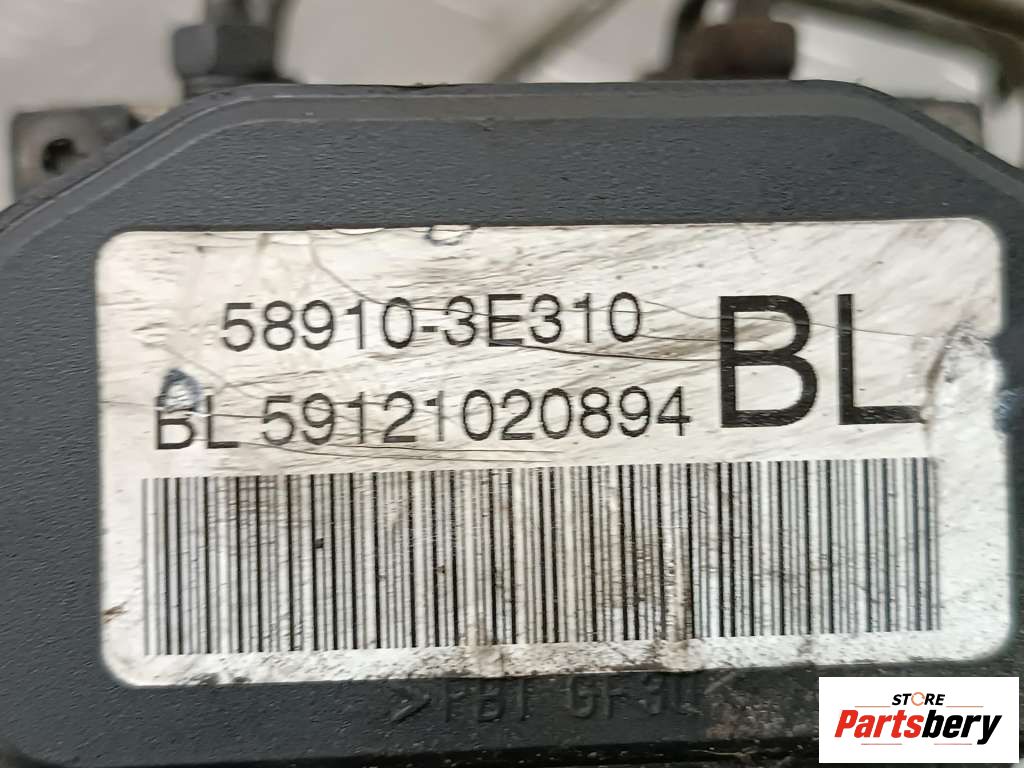 58910-3E310
BL
BL 59121020894
>PBT GF30<
STORE
Partsbery